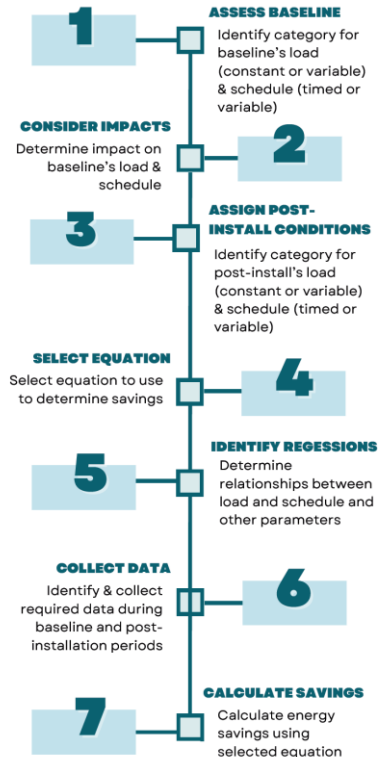 1
ASSESS BASELINE
Identify category for
baseline's load
(constant or variable)
& schedule (timed or
variable)
CONSIDER IMPACTS
Determine impact on
baseline's load &
schedule
2
3
ASSIGN POST-
INSTALL CONDITIONS
Identify category for
post-install's load
(constant or variable)
& schedule (timed or
variable)
SELECT EQUATION
Select equation to use
to determine savings
4
5
IDENTIFY REGESSIONS
Determine
relationships between
load and schedule and
other parameters
COLLECT DATA
Identify & collect
required data during
baseline and post-
installation periods
6
7
CALCULATE SAVINGS
Calculate energy
savings using
selected equation